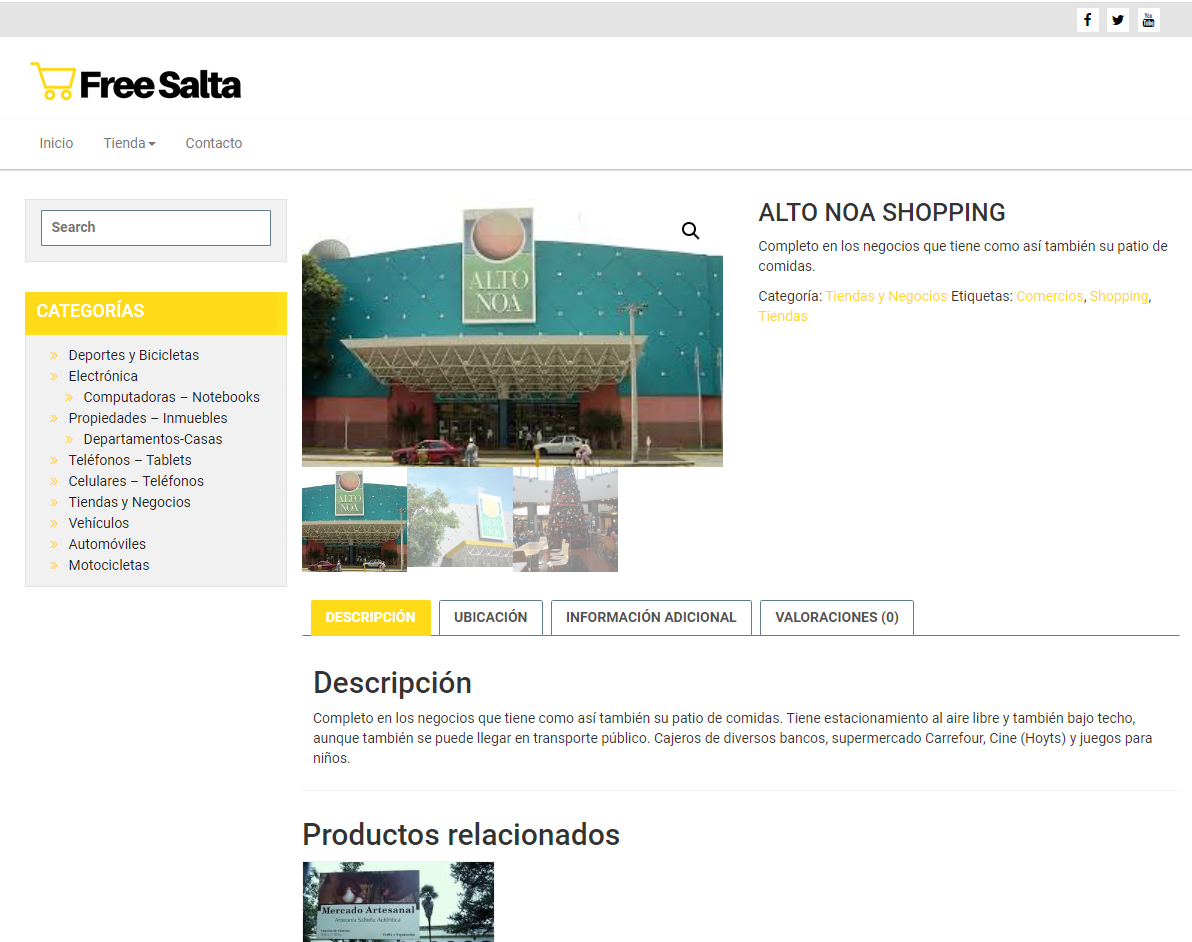 Free Salta
Inicio
Tienda
Contacto
Search
CATEGORÍAS
Deportes y Bicicletas
Electrónica
Computadoras – Notebooks
Propiedades – Inmuebles
Departamentos-Casas
Teléfonos – Tablets
Celulares – Teléfonos
Tiendas y Negocios
Vehículos
Automóviles
Motocicletas
ALTO
NOA
ALTO
NOA
ALTO NOA SHOPPING
Completo en los negocios que tiene como así también su patio de
comidas.
Categoría: Tiendas y Negocios Etiquetas: Comercios, Shopping,
Tiendas
DESCRIPCIÓN
UBICACIÓN
INFORMACIÓN ADICIONAL
VALORACIONES (0)
Descripción
Completo en los negocios que tiene como así también su patio de comidas. Tiene estacionamiento al aire libre y también bajo techo,
aunque también se puede llegar en transporte público. Cajeros de diversos bancos, supermercado Carrefour, Cine (Hoyts) y juegos para
niños.
Productos relacionados
Mercado Artesanal